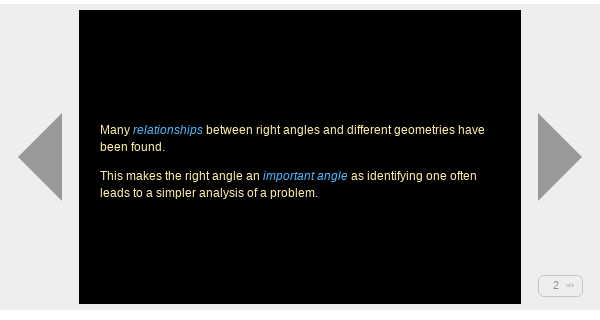 Many relationships between right angles and different geometries have
been found.
This makes the right angle an important angle as identifying one often
leads to a simpler analysis of a problem.
2